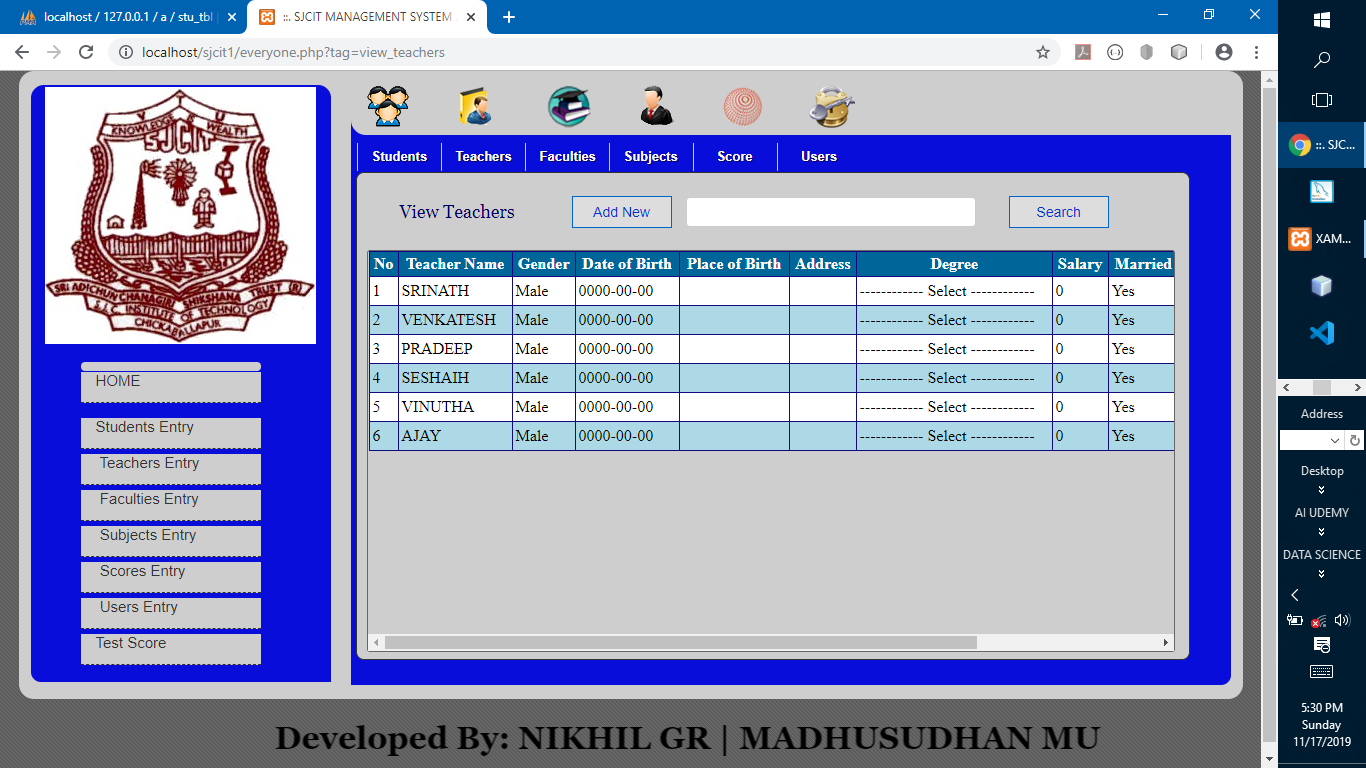 localhost / 127.0.0.1 / a / stu_tbl
::. SJCIT MANAGEMENT SYSTEM .
localhost/sjcit1/everyone.php?tag=view_teachers
VTU
KNOWLEDGE WEALTH
SJCIT
SRI ADICHUNCHANAGIRI SHIKSHANA TRUST (R)
S.J.C. INSTITUTE OF TECHNOLOGY
CHICKABALLAPUR
HOME
Students Entry
Teachers Entry
Faculties Entry
Subjects Entry
Scores Entry
Users Entry
Test Score
Students Teachers Faculties Subjects Score Users
View Teachers Add New Search
No Teacher Name Gender Date of Birth Place of Birth Address Degree Salary Married
1 SRINATH Male 0000-00-00 ------------ Select ------------ 0 Yes
2 VENKATESH Male 0000-00-00 ------------ Select ------------ 0 Yes
3 PRADEEP Male 0000-00-00 ------------ Select ------------ 0 Yes
4 SESHAIH Male 0000-00-00 ------------ Select ------------ 0 Yes
5 VINUTHA Male 0000-00-00 ------------ Select ------------ 0 Yes
6 AJAY Male 0000-00-00 ------------ Select ------------ 0 Yes
Developed By: NIKHIL GR | MADHUSUDHAN MU
::. SJC...
XAM...
Address
Desktop
AI UDEMY
DATA SCIENCE
5:30 PM
Sunday
11/17/2019